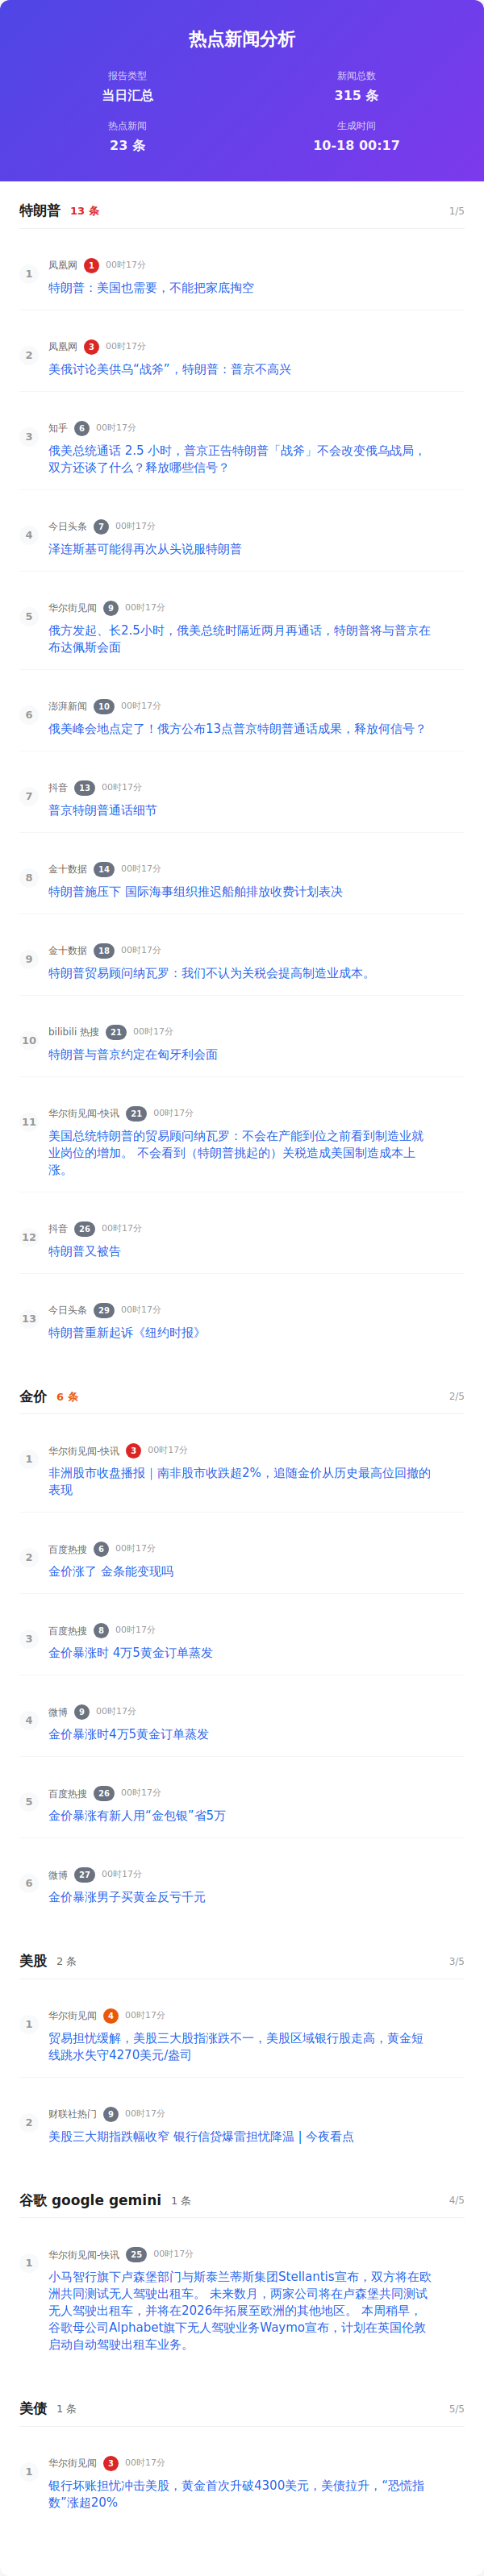 热点新闻分析
报告类型
新闻总数
当日汇总
315 条
热点新闻
生成时间
23 条
10-18 00:17
特朗普 13 条 1/5
1
凤凰网 1 00时17分
特朗普：美国也需要，不能把家底掏空
2
凤凰网 3 00时17分
美俄讨论美供乌“战斧”，特朗普：普京不高兴
3
知乎 6 00时17分
俄美总统通话 2.5 小时，普京正告特朗普「战斧」不会改变俄乌战局，
双方还谈了什么？释放哪些信号？
4
今日头条 7 00时17分
泽连斯基可能得再次从头说服特朗普
5
华尔街见闻 9 00时17分
俄方发起、长2.5小时，俄美总统时隔近两月再通话，特朗普将与普京在
布达佩斯会面
6
澎湃新闻 10 00时17分
俄美峰会地点定了！俄方公布13点普京特朗普通话成果，释放何信号？
7
抖音 13 00时17分
普京特朗普通话细节
8
金十数据 14 00时17分
特朗普施压下 国际海事组织推迟船舶排放收费计划表决
9
金十数据 18 00时17分
特朗普贸易顾问纳瓦罗：我们不认为关税会提高制造业成本。
10
bilibili 热搜 21 00时17分
特朗普与普京约定在匈牙利会面
11
华尔街见闻-快讯 21 00时17分
美国总统特朗普的贸易顾问纳瓦罗：不会在产能到位之前看到制造业就
业岗位的增加。 不会看到（特朗普挑起的）关税造成美国制造成本上
涨。
12
抖音 26 00时17分
特朗普又被告
13
今日头条 29 00时17分
特朗普重新起诉《纽约时报》
金价 6 条 2/5
1
华尔街见闻-快讯 3 00时17分
非洲股市收盘播报｜南非股市收跌超2%，追随金价从历史最高位回撤的
表现
2
百度热搜 6 00时17分
金价涨了 金条能变现吗
3
百度热搜 8 00时17分
金价暴涨时 4万5黄金订单蒸发
4
微博 9 00时17分
金价暴涨时4万5黄金订单蒸发
5
百度热搜 26 00时17分
金价暴涨有新人用“金包银”省5万
6
微博 27 00时17分
金价暴涨男子买黄金反亏千元
美股 2 条 3/5
1
华尔街见闻 4 00时17分
贸易担忧缓解，美股三大股指涨跌不一，美股区域银行股走高，黄金短
线跳水失守4270美元/盎司
2
财联社热门 9 00时17分
美股三大期指跌幅收窄 银行信贷爆雷担忧降温 | 今夜看点
谷歌 google gemini 1 条 4/5
1
华尔街见闻-快讯 25 00时17分
小马智行旗下卢森堡部门与斯泰兰蒂斯集团Stellantis宣布，双方将在欧
洲共同测试无人驾驶出租车。 未来数月，两家公司将在卢森堡共同测试
无人驾驶出租车，并将在2026年拓展至欧洲的其他地区。 本周稍早，
谷歌母公司Alphabet旗下无人驾驶业务Waymo宣布，计划在英国伦敦
启动自动驾驶出租车业务。
美债 1 条 5/5
1
华尔街见闻 3 00时17分
银行坏账担忧冲击美股，黄金首次升破4300美元，美债拉升，“恐慌指
数”涨超20%